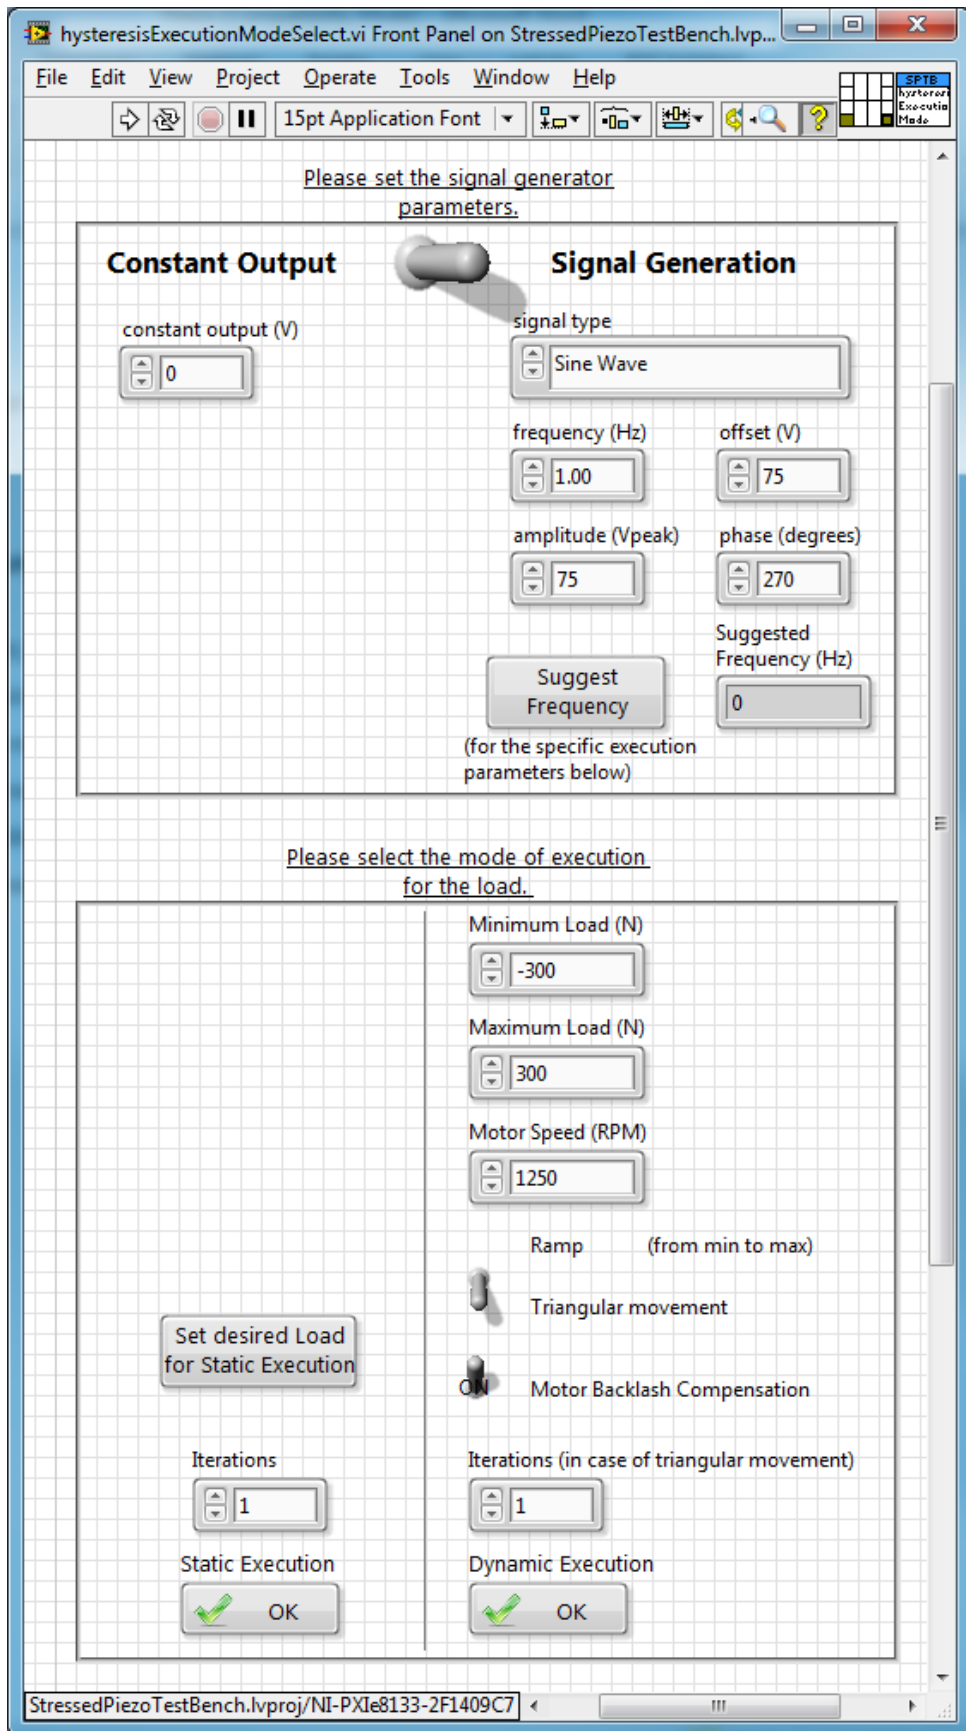 hysteresisExecutionModeSelect.vi Front Panel on StressedPiezoTestBench.lvp...
File Edit View Project Operate Tools Window Help
SPTB
hysteresi
Executio
Mode
15pt Application Font
Please set the signal generator
parameters.
Constant Output
Signal Generation
constant output (V)
0
signal type
Sine Wave
frequency (Hz)
offset (V)
1.00
75
amplitude (Vpeak)
phase (degrees)
75
270
Suggested
Frequency (Hz)
Suggest
Frequency
0
(for the specific execution
parameters below)
Please select the mode of execution
for the load.
Minimum Load (N)
-300
Maximum Load (N)
300
Motor Speed (RPM)
1250
Ramp (from min to max)
Triangular movement
Set desired Load
for Static Execution
ON
Motor Backlash Compensation
Iterations
Iterations (in case of triangular movement)
1
1
Static Execution
Dynamic Execution
OK
OK
StressedPiezoTestBench.lvproj/NI-PXIe8133-2F1409C7